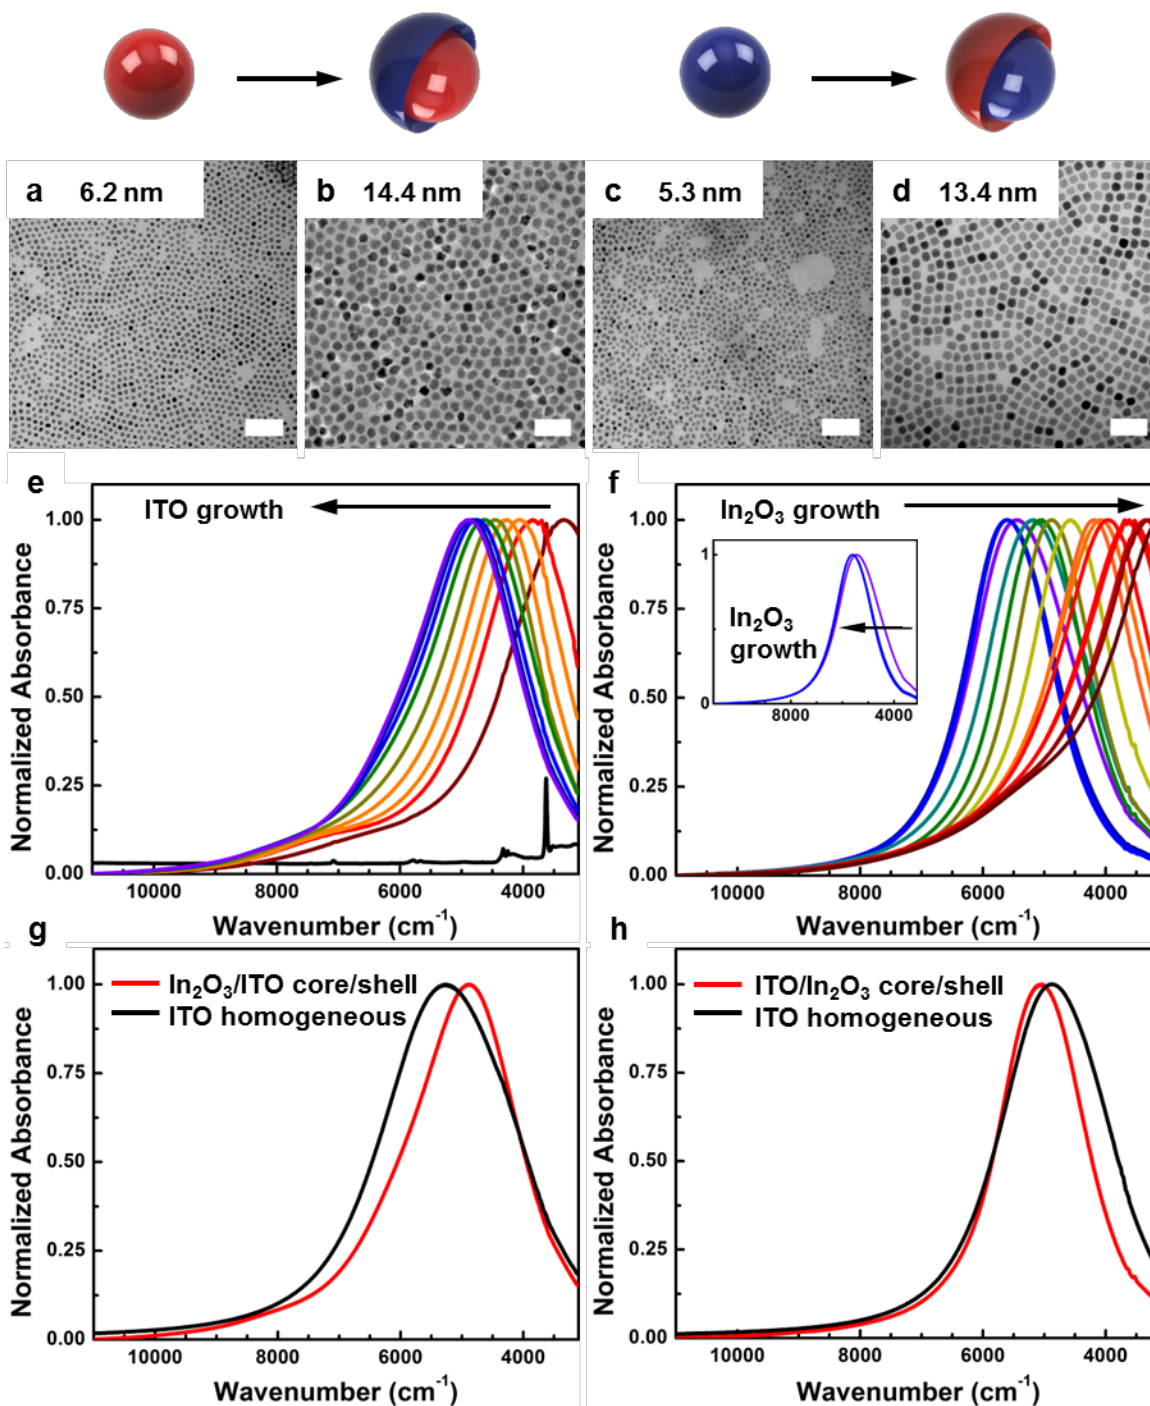 a 6.2 nm
b 14.4 nm
c 5.3 nm
d 13.4 nm
e
ITO growth
1.00
0.75
0.50
0.25
0.00
Normalized Absorbance
10000 8000 6000 4000
Wavenumber (cm⁻¹)
f
In₂O₃ growth
1.00
0.75
0.50
0.25
0.00
Normalized Absorbance
1
In₂O₃
growth
0
8000 4000
10000 8000 6000 4000
Wavenumber (cm⁻¹)
g
In₂O₃/ITO core/shell
ITO homogeneous
1.00
0.75
0.50
0.25
0.00
Normalized Absorbance
10000 8000 6000 4000
Wavenumber (cm⁻¹)
h
ITO/In₂O₃ core/shell
ITO homogeneous
1.00
0.75
0.50
0.25
0.00
Normalized Absorbance
10000 8000 6000 4000
Wavenumber (cm⁻¹)